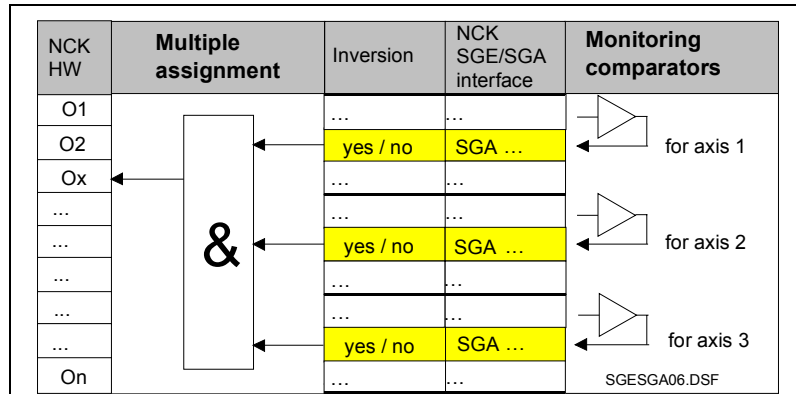 NCK HW
Multiple assignment
Inversion
NCK SGE/SGA interface
Monitoring comparators
O1
... ...
O2
yes / no SGA ... for axis 1
Ox
... ...
...
... ...
...
& yes / no SGA ... for axis 2
...
... ...
...
... ...
...
yes / no SGA ... for axis 3
On
... ...
SGESGA06.DSF